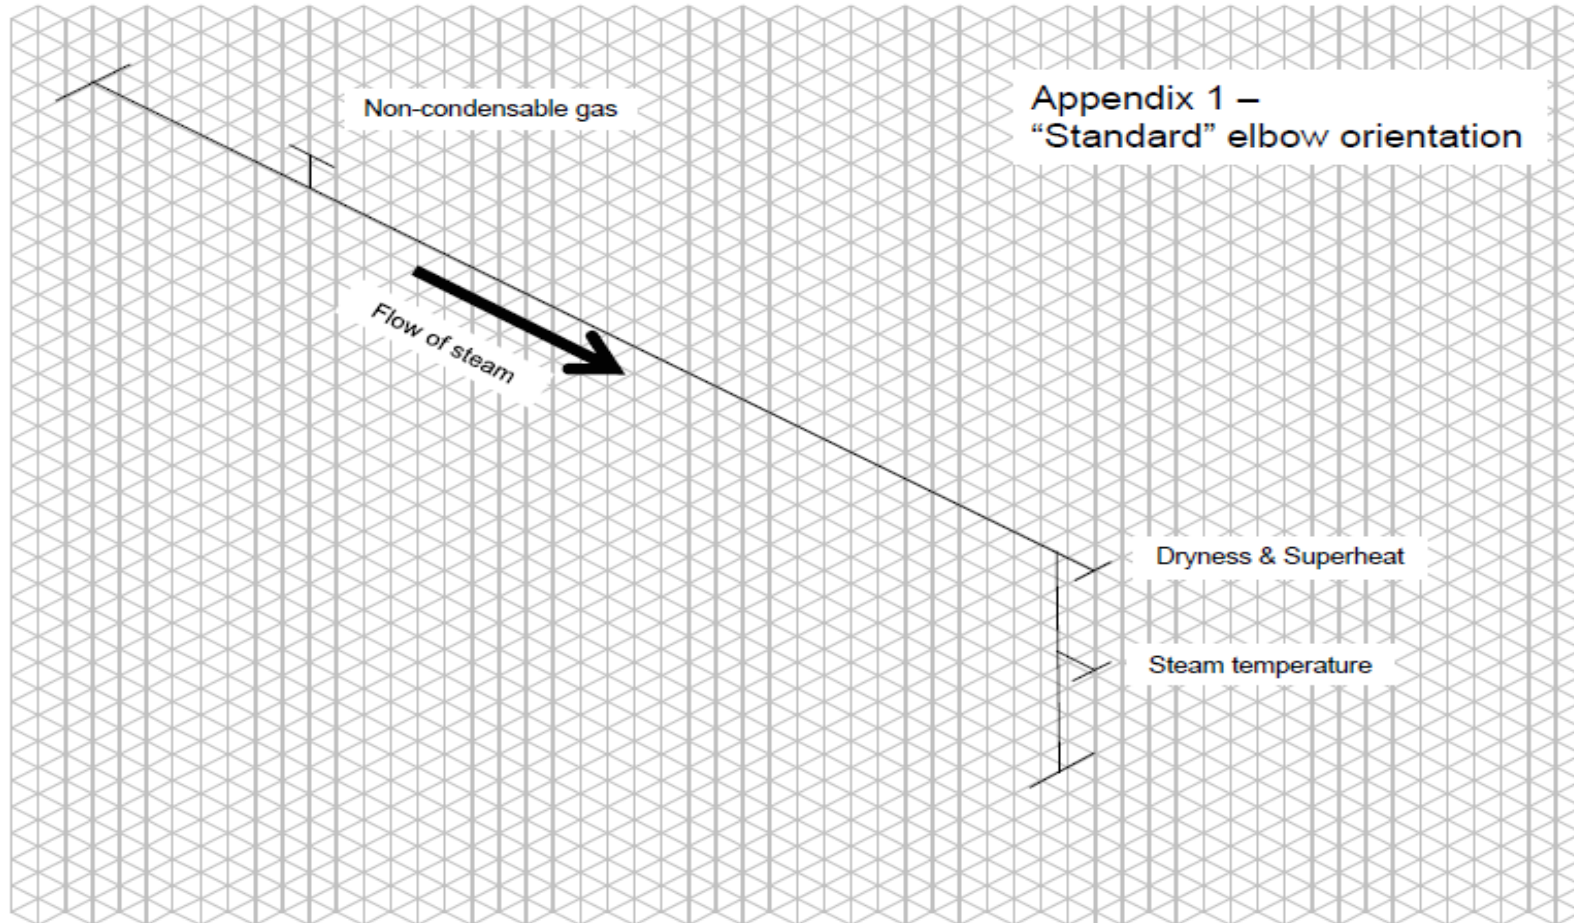 Appendix 1 –
“Standard” elbow orientation
Non-condensable gas
Flow of steam
Dryness & Superheat
Steam temperature